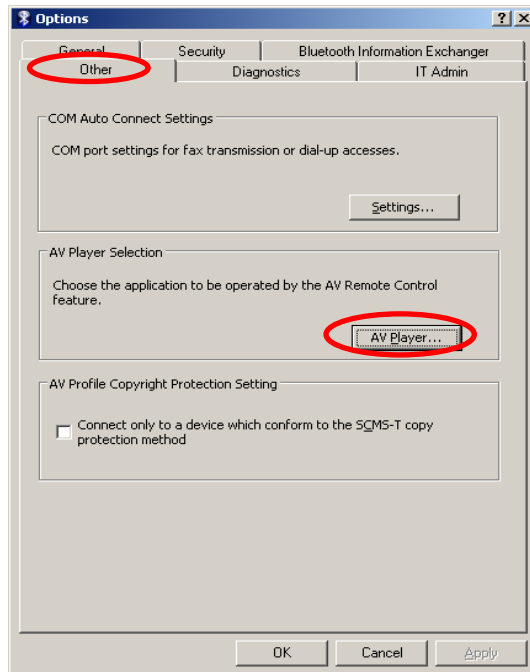 Options
General Security Bluetooth Information Exchanger
Other Diagnostics IT Admin
COM Auto Connect Settings
COM port settings for fax transmission or dial-up accesses.
Settings...
AV Player Selection
Choose the application to be operated by the AV Remote Control
feature.
AV Player...
AV Profile Copyright Protection Setting
Connect only to a device which conform to the SCMS-T copy
protection method
OK Cancel Apply